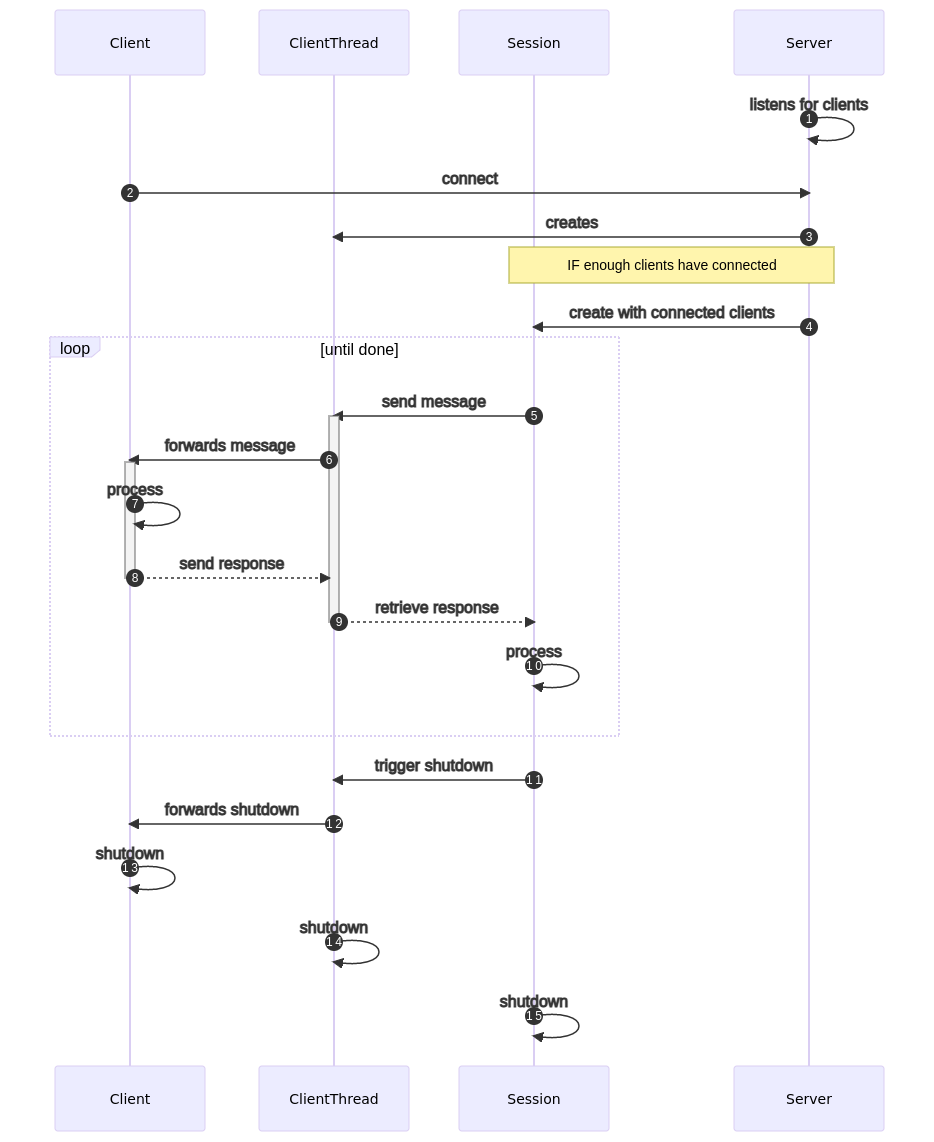 Client
ClientThread
Session
Server
listens for clients
1
connect
2
creates
3
IF enough clients have connected
create with connected clients
4
loop
[until done]
send message
5
forwards message
6
process
7
send response
8
retrieve response
9
process
10
trigger shutdown
11
forwards shutdown
12
shutdown
13
shutdown
14
shutdown
15
Client
ClientThread
Session
Server